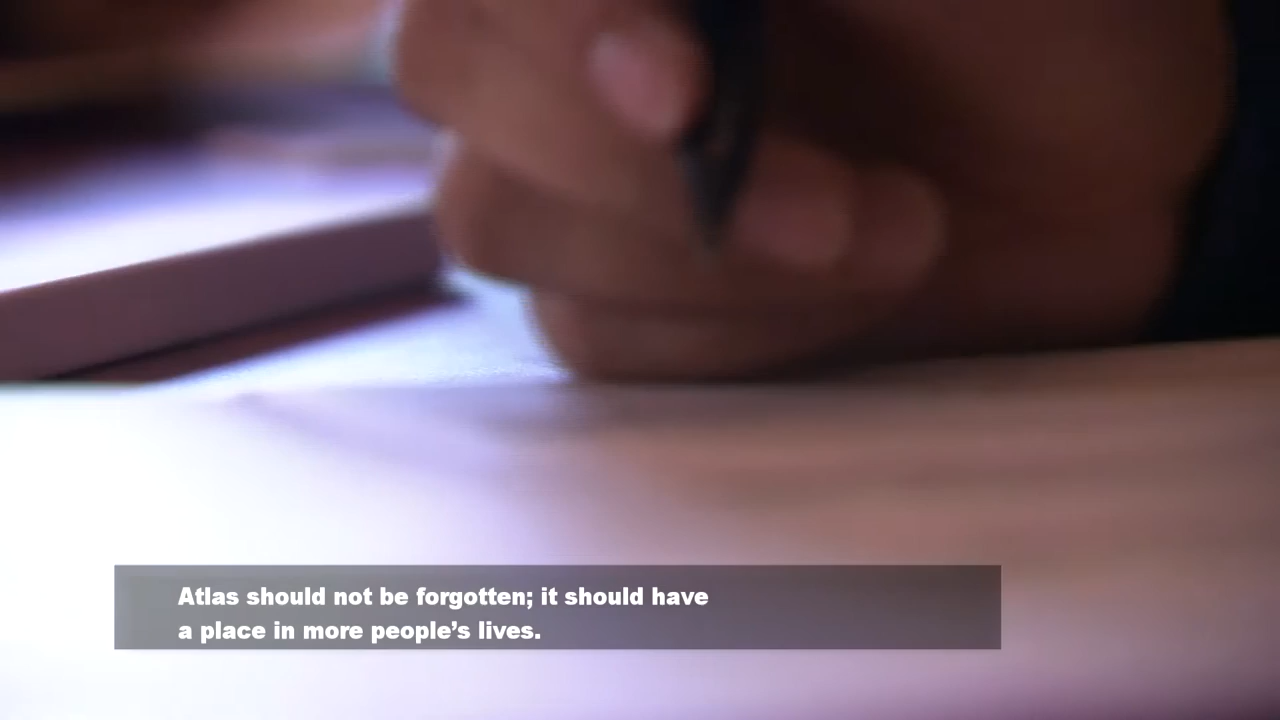 Atlas should not be forgotten; it should have
a place in more people’s lives.